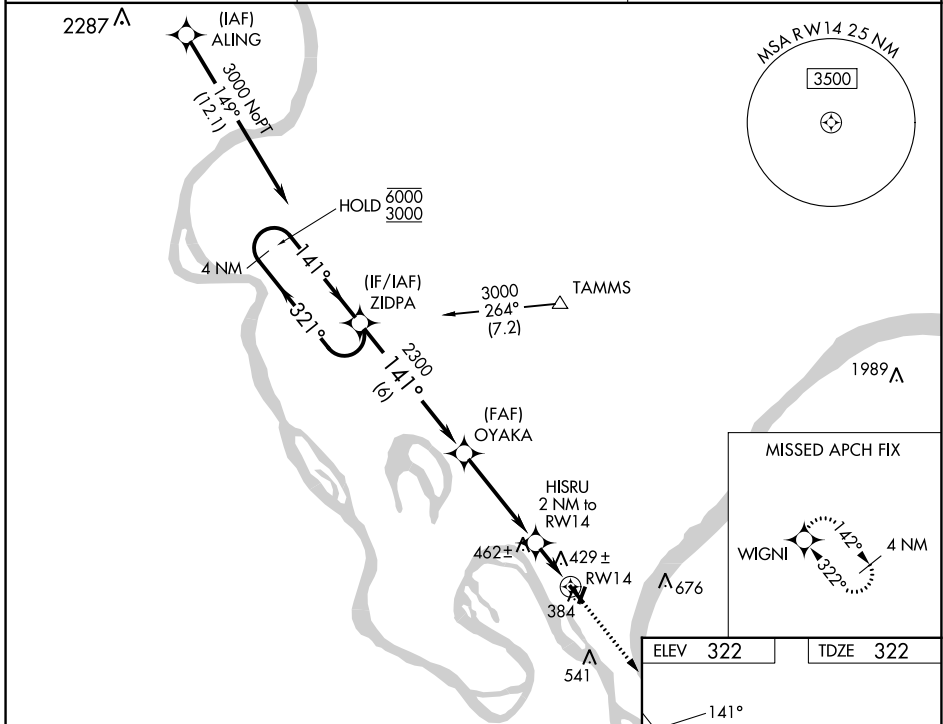 2287
(IAF)
ALING
3000 NoPT
149°
(12.1)
MSA RW14 25 NM
3500
HOLD 6000
3000
4 NM
141°
321°
(IF/IAF)
ZIDPA
3000
264°
(7.2)
TAMMS
2300
141°
(6)
1989
(FAF)
OYAKA
HISRU
2 NM to
RW14
462±
429 ±
RW14
384
676
541
MISSED APCH FIX
WIGNI
142°
322°
4 NM
ELEV 322
TDZE 322
141°